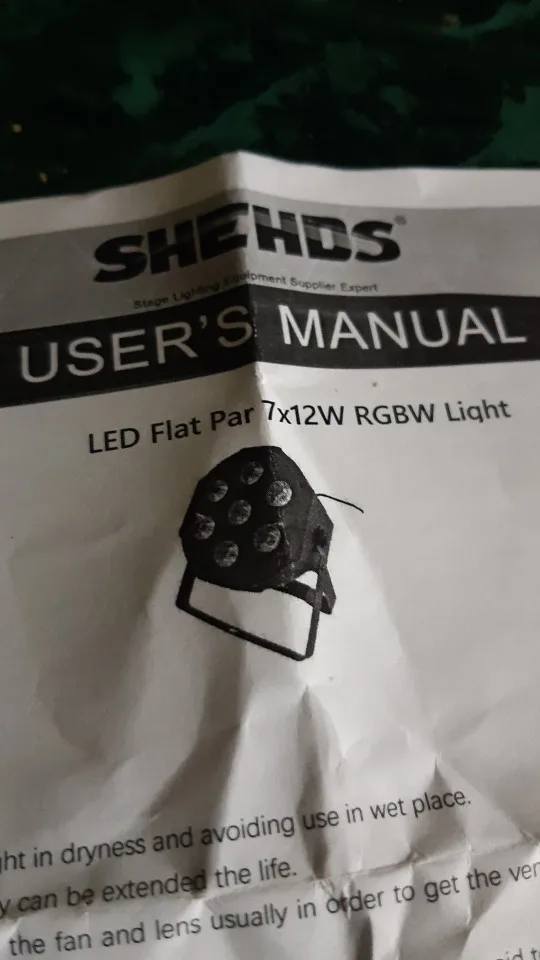 SHEHDS®
Stage Lighting Equipment Supplier Expert
USER'S MANUAL
LED Flat Par 7x12W RGBW Light
ht in dryness and avoiding use in wet place.
y can be extended the life.
the fan and lens usually in order to get the ver